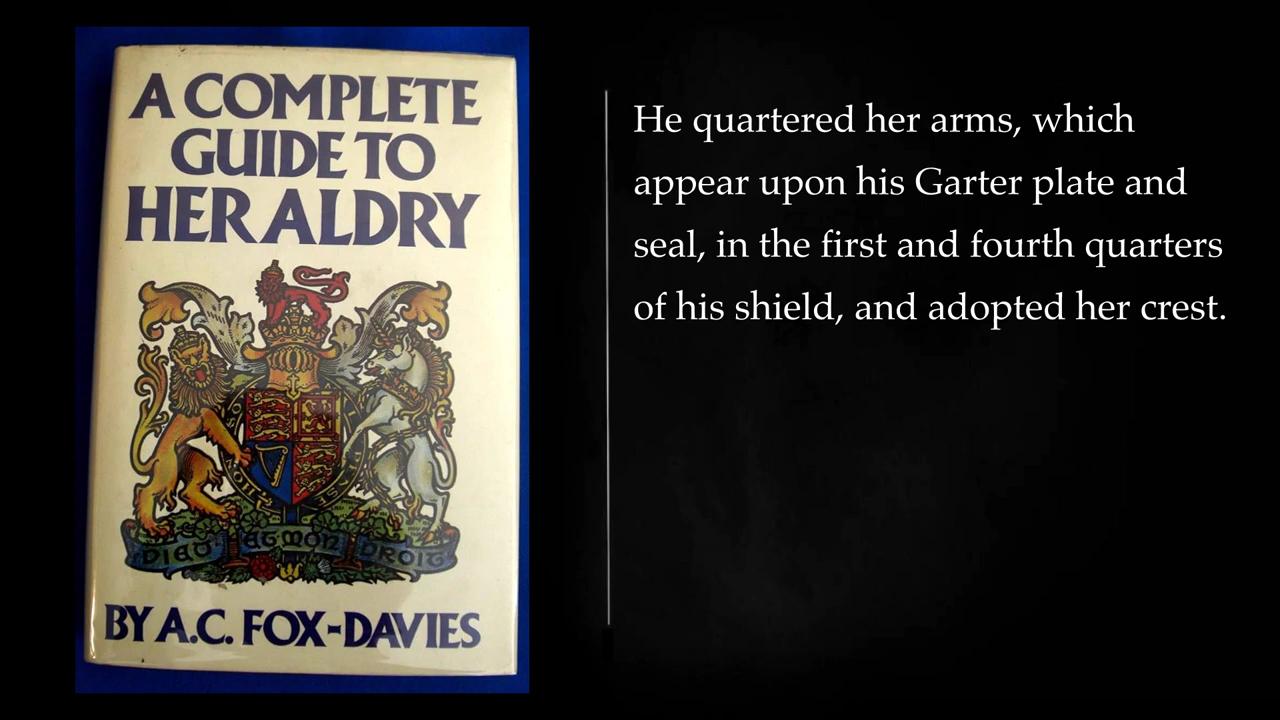 A COMPLETE
GUIDE TO
HERALDRY
DIEU ET MON DROIT
BY A.C. FOX-DAVIES
He quartered her arms, which
appear upon his Garter plate and
seal, in the first and fourth quarters
of his shield, and adopted her crest.